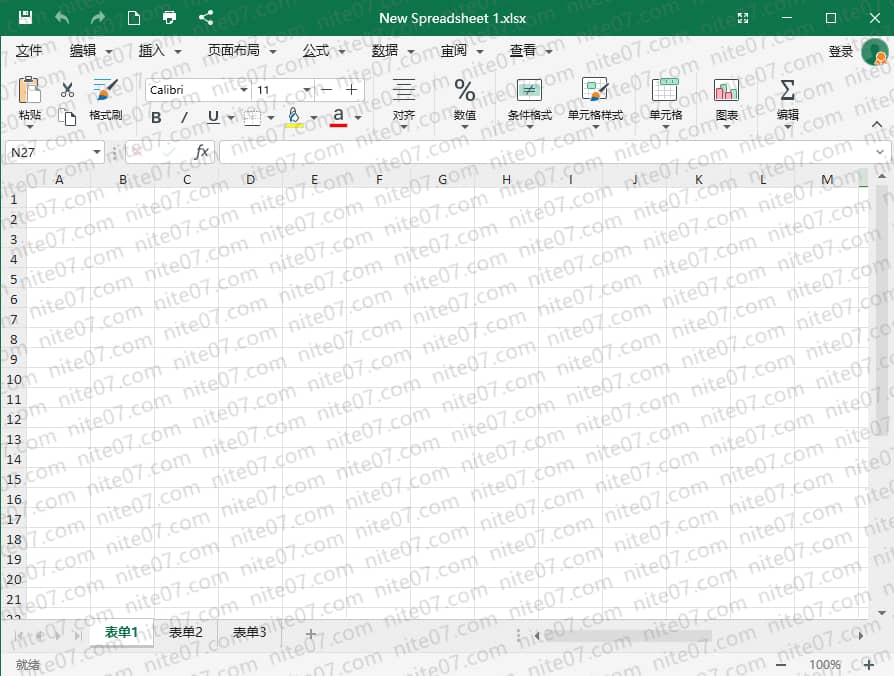 New Spreadsheet 1.xlsx
文件 编辑 插入 页面布局 公式 数据 审阅 查看 登录
Calibri 11
B I U a
粘贴 格式刷 对齐 % 数值 条件格式 单元格样式 单元格 图表 Σ 编辑
N27 fx
A B C D E F G H I J K L M
1
2
3
4
5
6
7
8
9
10
11
12
13
14
15
16
17
18
19
20
21
22
表单1 表单2 表单3
就绪 100%
nite07.com